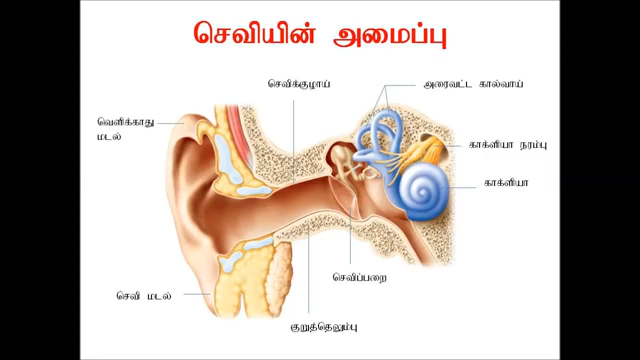 செவியின் அமைப்பு
செவிக்குழாய்
அரைவட்ட கால்வாய்
வெளிக்காது
மடல்
காக்ளியா நரம்பு
காக்ளியா
செவிப்பறை
செவி மடல்
குறுத்தெலும்பு